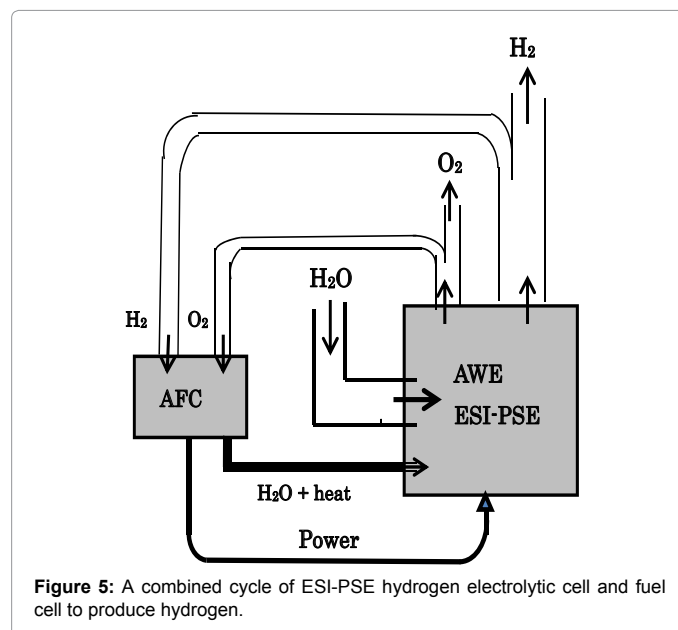 H₂
O₂
H₂O
H₂ O₂
AFC
AWE
ESI-PSE
H₂O + heat
Power
Figure 5: A combined cycle of ESI-PSE hydrogen electrolytic cell and fuel
cell to produce hydrogen.